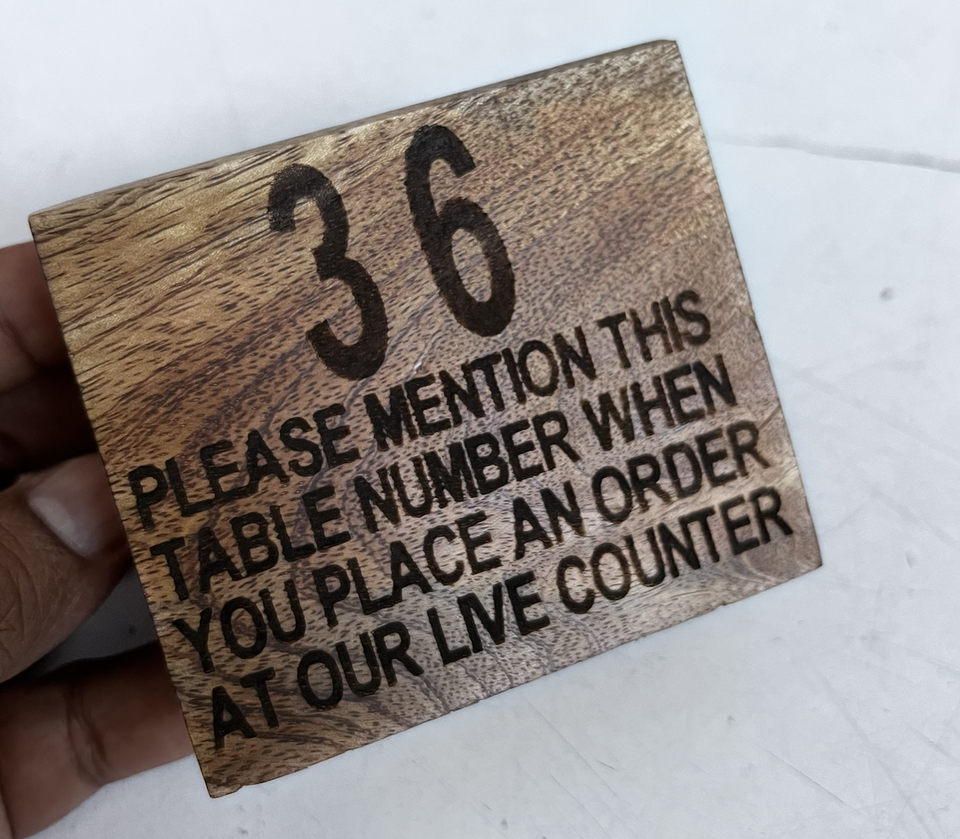 36
PLEASE MENTION THIS
TABLE NUMBER WHEN
YOU PLACE AN ORDER
AT OUR LIVE COUNTER